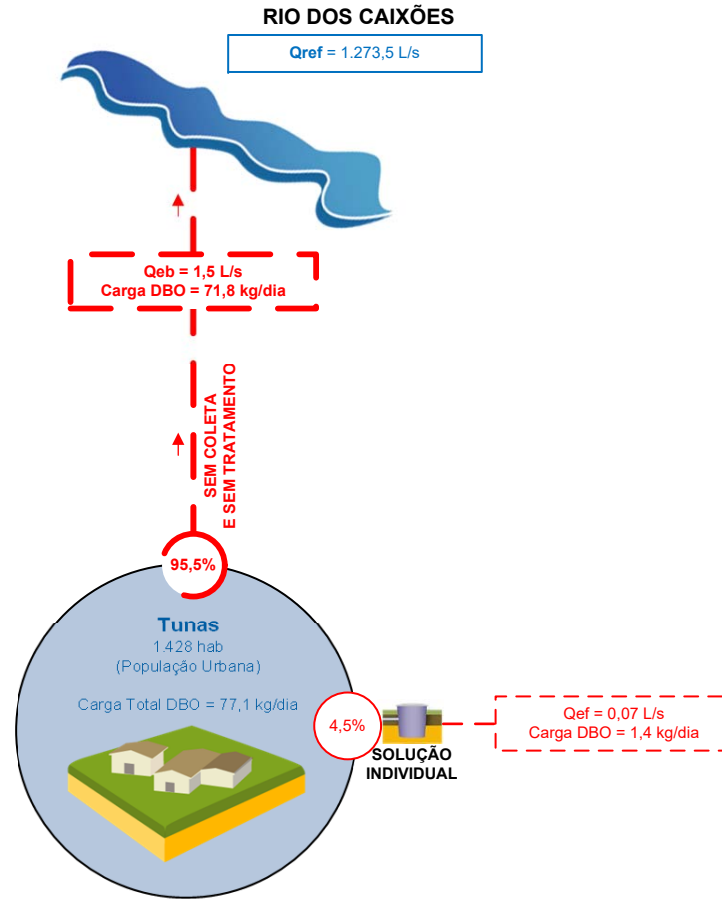 RIO DOS CAIXÕES
Qref = 1.273,5 L/s
Qeb = 1,5 L/s
Carga DBO = 71,8 kg/dia
SEM COLETA
E SEM TRATAMENTO
95,5%
Tunas
1.428 hab
(População Urbana)
Carga Total DBO = 77,1 kg/dia
4,5%
SOLUÇÃO
INDIVIDUAL
Qef = 0,07 L/s
Carga DBO = 1,4 kg/dia